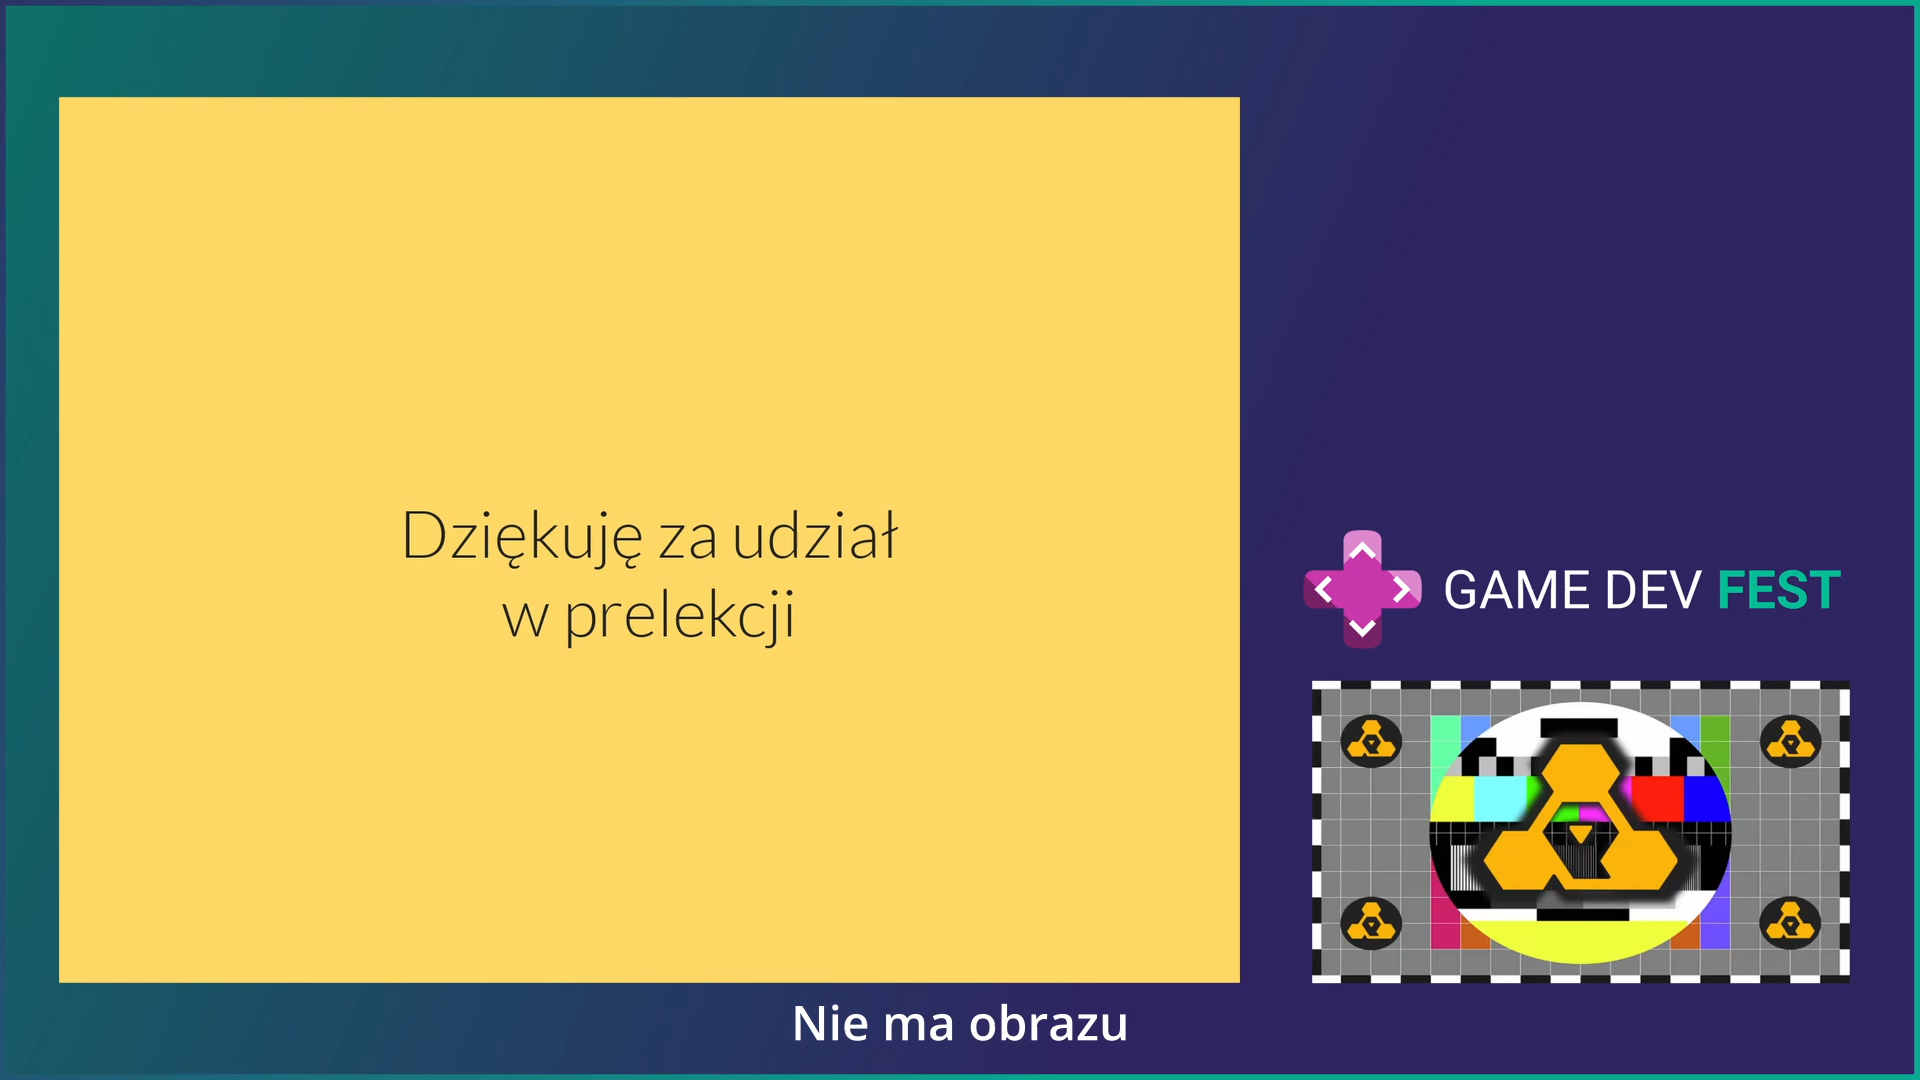 Dziękuję za udział
w prelekcji
GAME DEV FEST
Nie ma obrazu